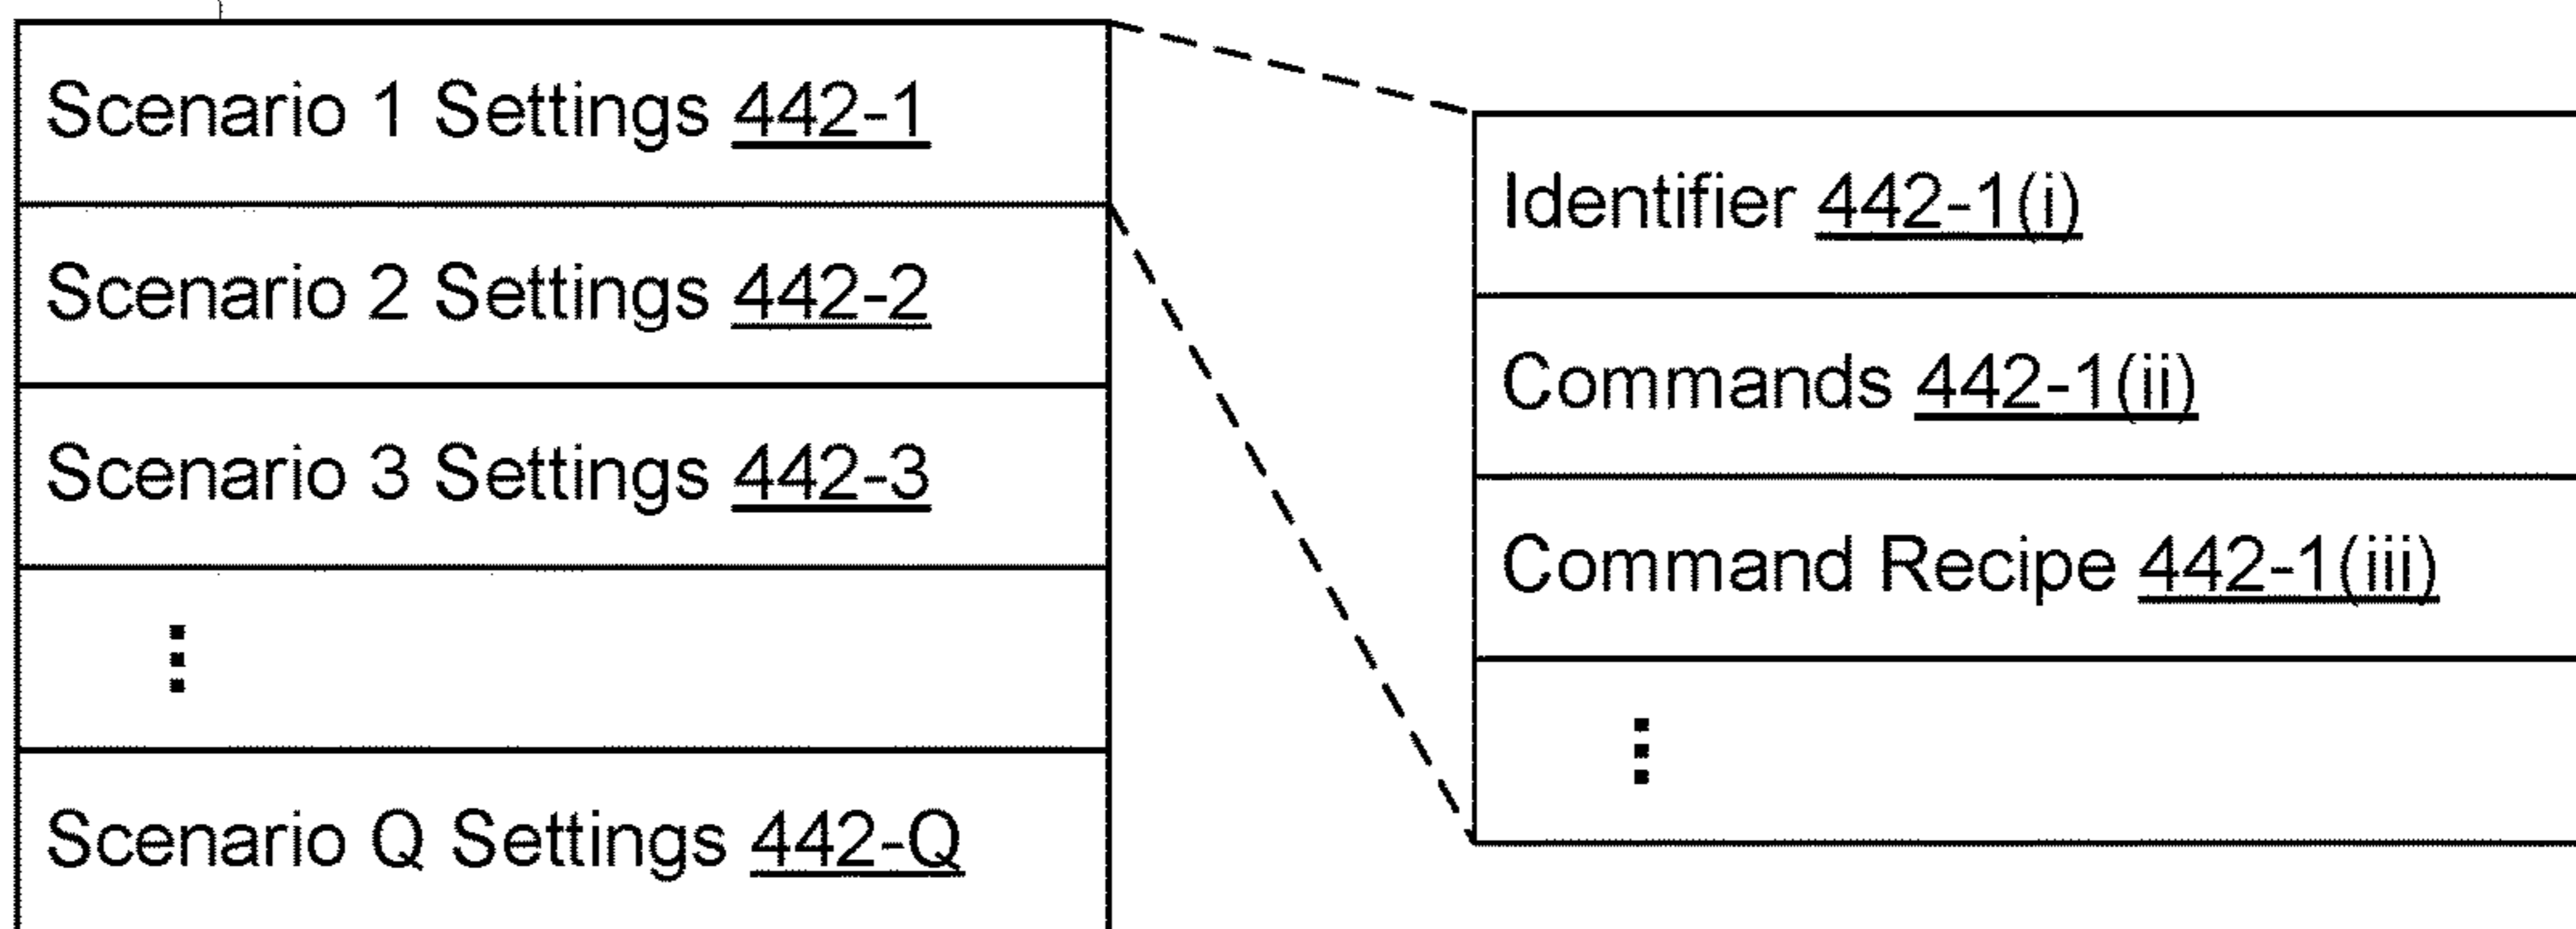 Scenario 1 Settings 442-1
Scenario 2 Settings 442-2
Scenario 3 Settings 442-3
⋮
Scenario Q Settings 442-Q
Identifier 442-1(i)
Commands 442-1(ii)
Command Recipe 442-1(iii)
⋮